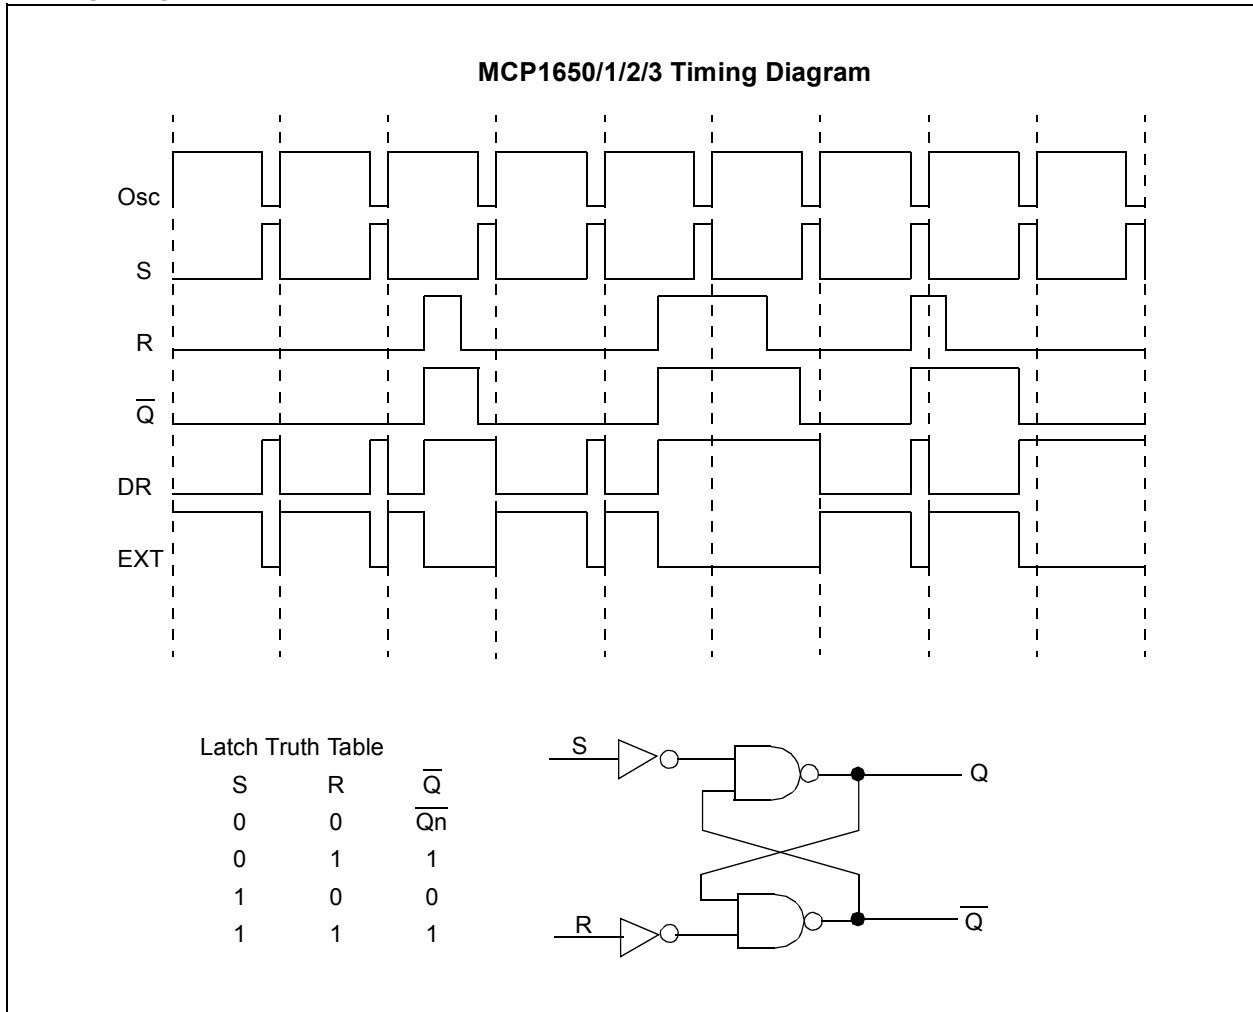 MCP1650/1/2/3 Timing Diagram
Osc
S
R
Q̅
DR
EXT
Latch Truth Table
S R Q̅
0 0 Q̅n̅
0 1 1
1 0 0
1 1 1
S
Q
R
Q̅